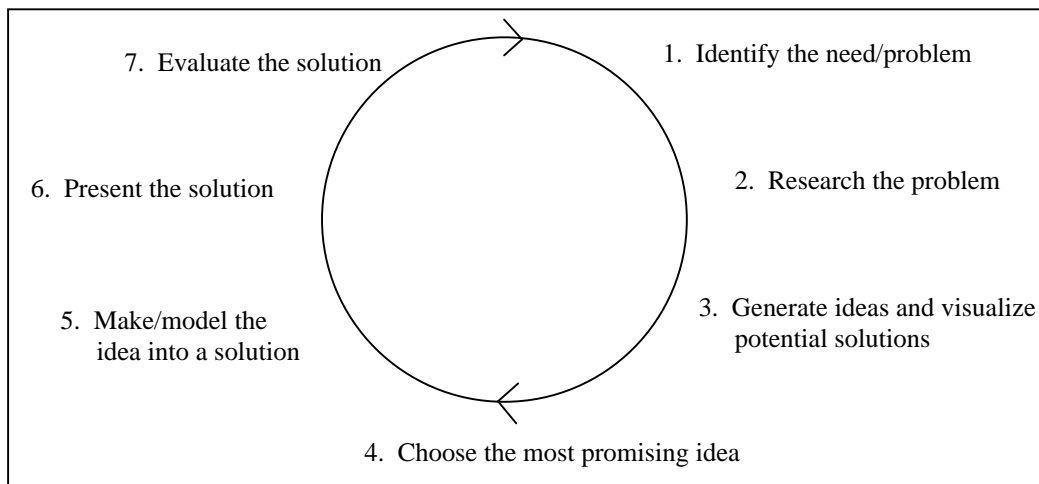 1. Identify the need/problem
2. Research the problem
3. Generate ideas and visualize
potential solutions
4. Choose the most promising idea
5. Make/model the
idea into a solution
6. Present the solution
7. Evaluate the solution